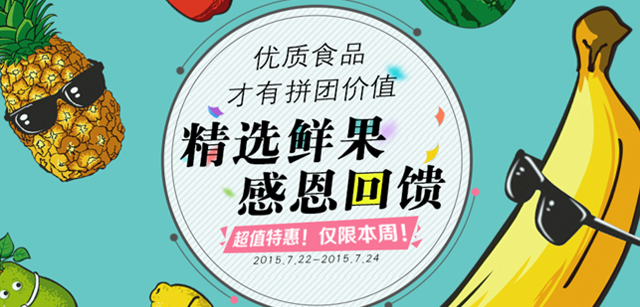 优质食品
才有拼团价值
精选鲜果
感恩回馈
超值特惠！仅限本周！
2015.7.22-2015.7.24